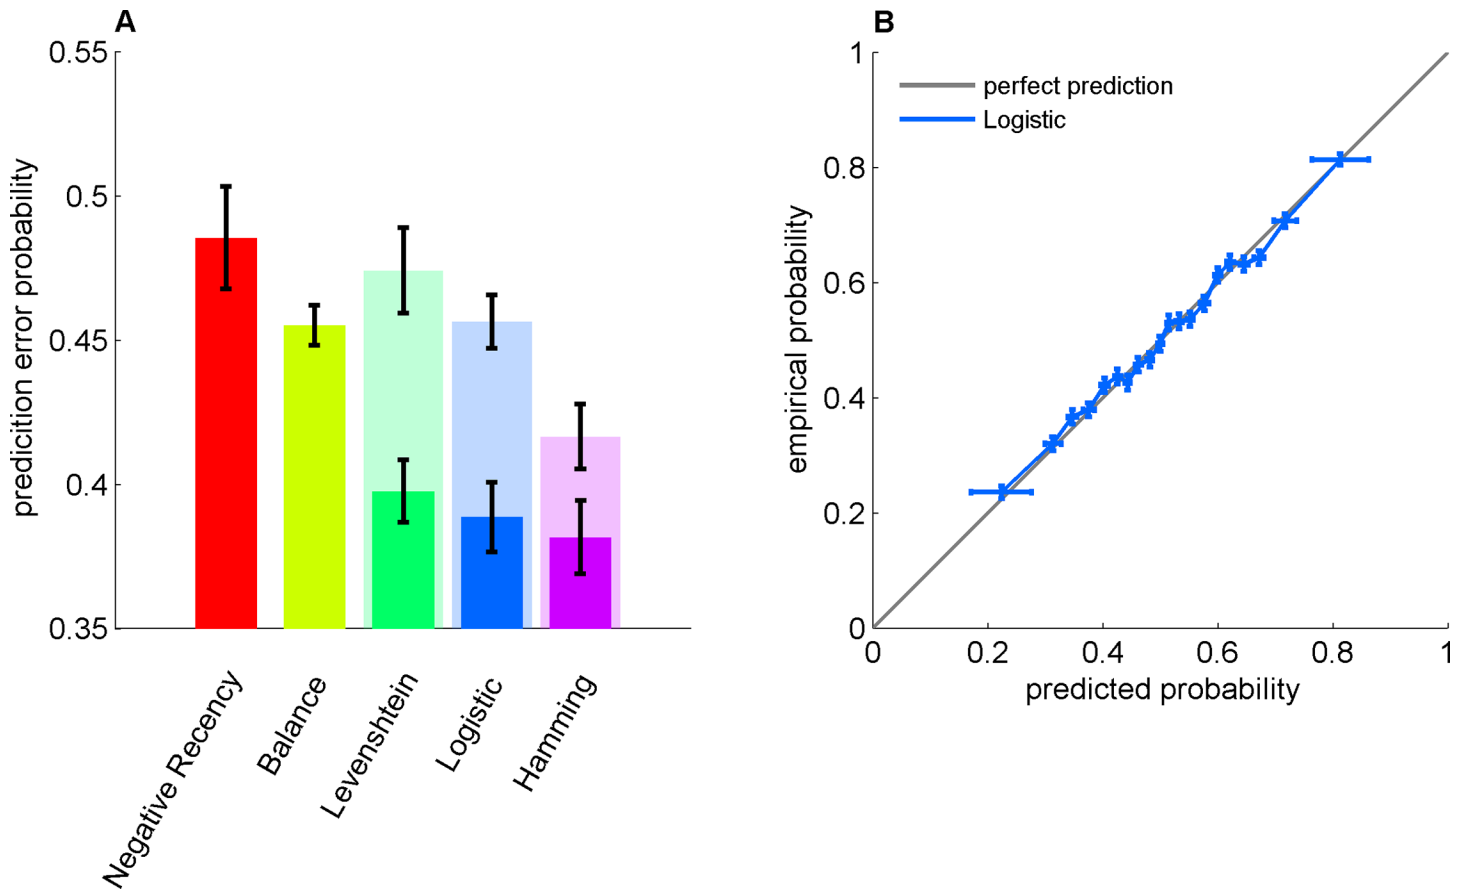 A
0.55
0.5
0.45
0.4
0.35
predicition error probability
Negative Recency
Balance
Levenshtein
Logistic
Hamming
B
1
0.8
0.6
0.4
0.2
0
empirical probability
perfect prediction
Logistic
0 0.2 0.4 0.6 0.8 1
predicted probability